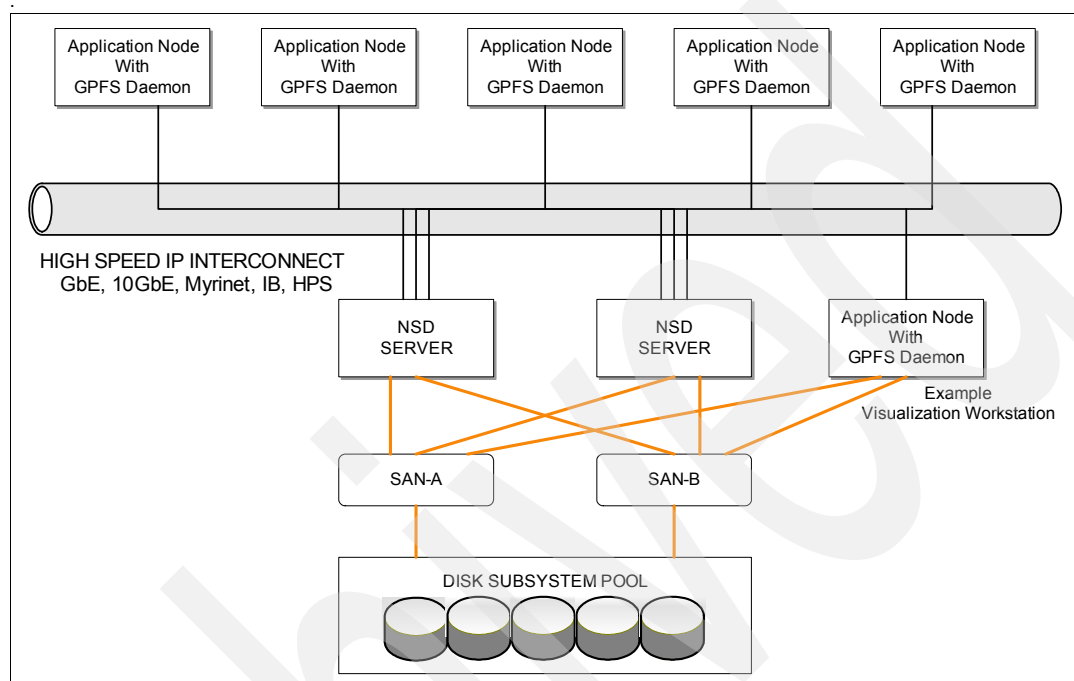 Application Node
With
GPFS Daemon
Application Node
With
GPFS Daemon
Application Node
With
GPFS Daemon
Application Node
With
GPFS Daemon
Application Node
With
GPFS Daemon
HIGH SPEED IP INTERCONNECT
GbE, 10GbE, Myrinet, IB, HPS
NSD
SERVER
NSD
SERVER
Application Node
With
GPFS Daemon
Example
Visualization Workstation
SAN-A
SAN-B
DISK SUBSYSTEM POOL